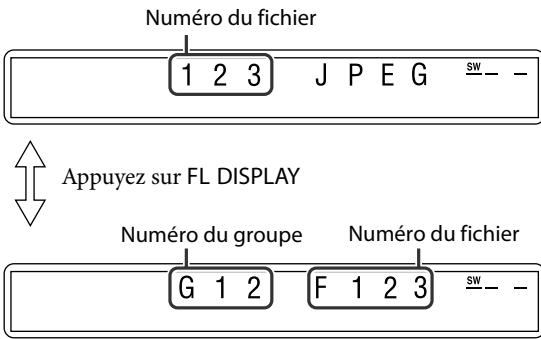 Numéro du fichier
1 2 3 J P E G SW – –
Appuyez sur FL DISPLAY
Numéro du groupe Numéro du fichier
G 1 2 F 1 2 3 SW – –